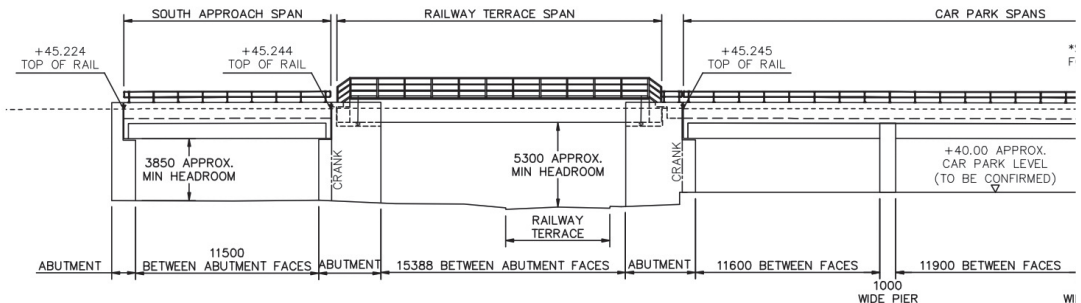 SOUTH APPROACH SPAN
RAILWAY TERRACE SPAN
CAR PARK SPANS
+45.224
TOP OF RAIL
+45.244
TOP OF RAIL
+45.245
TOP OF RAIL
3850 APPROX.
MIN HEADROOM
CRANK
5300 APPROX.
MIN HEADROOM
CRANK
+40.00 APPROX.
CAR PARK LEVEL
(TO BE CONFIRMED)
RAILWAY
TERRACE
ABUTMENT
11500
BETWEEN ABUTMENT FACES
ABUTMENT
15388 BETWEEN ABUTMENT FACES
ABUTMENT
11600 BETWEEN FACES
1000
WIDE PIER
11900 BETWEEN FACES